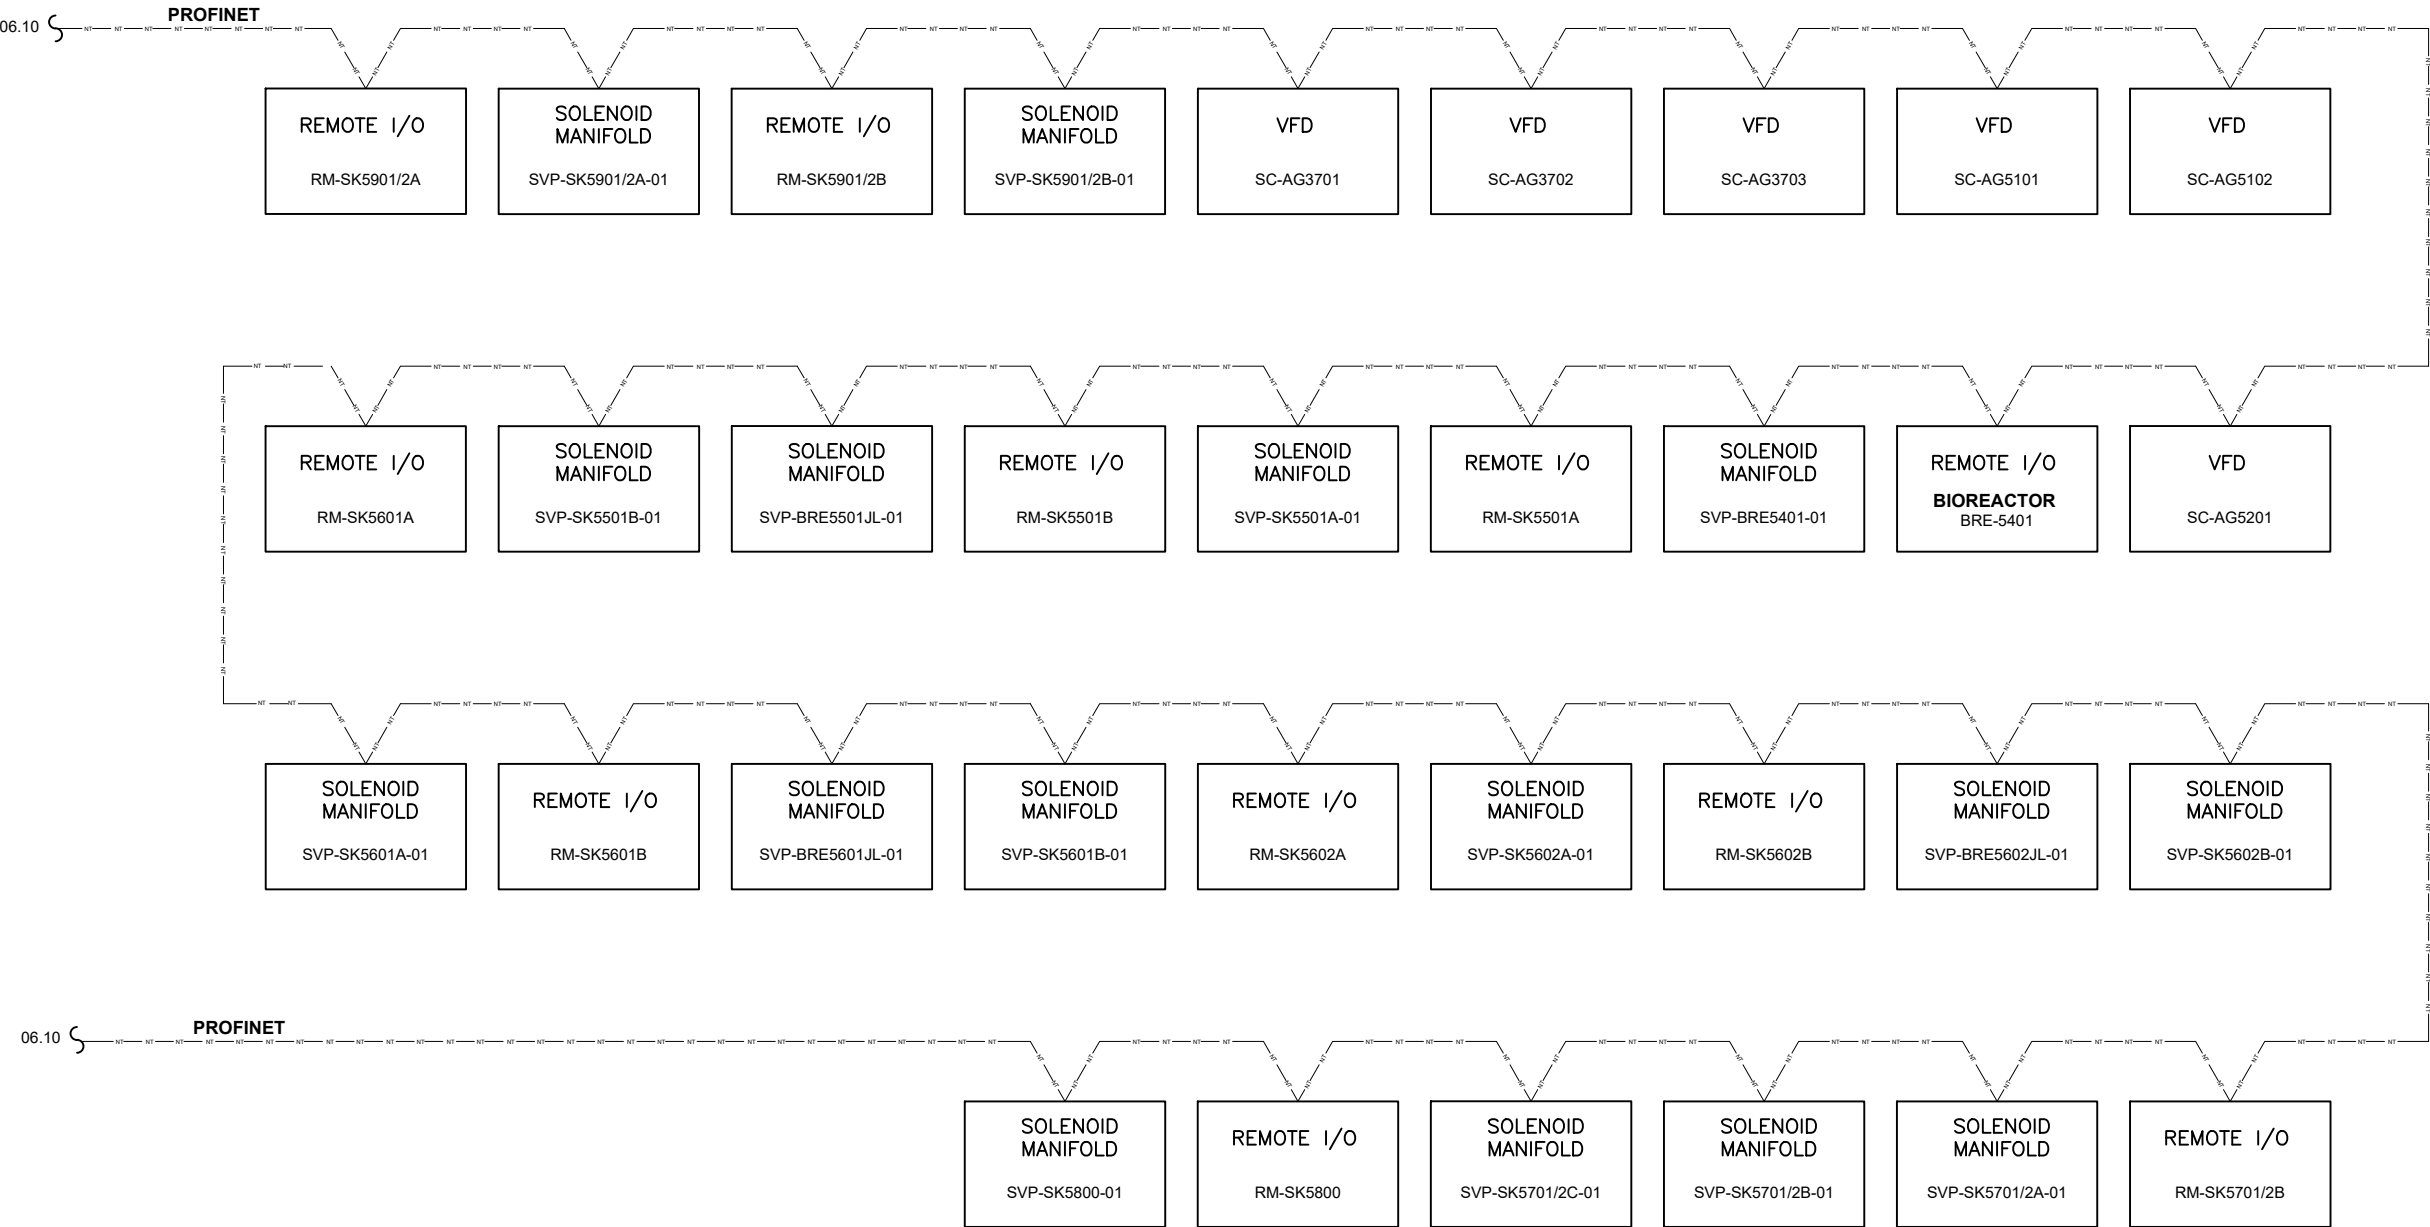 PROFINET
06.10
REMOTE I/O
RM-SK5901/2A
SOLENOID
MANIFOLD
SVP-SK5901/2A-01
REMOTE I/O
RM-SK5901/2B
SOLENOID
MANIFOLD
SVP-SK5901/2B-01
VFD
SC-AG3701
VFD
SC-AG3702
VFD
SC-AG3703
VFD
SC-AG5101
VFD
SC-AG5102
REMOTE I/O
RM-SK5601A
SOLENOID
MANIFOLD
SVP-SK5501B-01
SOLENOID
MANIFOLD
SVP-BRE5501JL-01
REMOTE I/O
RM-SK5501B
SOLENOID
MANIFOLD
SVP-SK5501A-01
REMOTE I/O
RM-SK5501A
SOLENOID
MANIFOLD
SVP-BRE5401-01
REMOTE I/O
BIOREACTOR
BRE-5401
VFD
SC-AG5201
SOLENOID
MANIFOLD
SVP-SK5601A-01
REMOTE I/O
RM-SK5601B
SOLENOID
MANIFOLD
SVP-BRE5601JL-01
SOLENOID
MANIFOLD
SVP-SK5601B-01
REMOTE I/O
RM-SK5602A
SOLENOID
MANIFOLD
SVP-SK5602A-01
REMOTE I/O
RM-SK5602B
SOLENOID
MANIFOLD
SVP-BRE5602JL-01
SOLENOID
MANIFOLD
SVP-SK5602B-01
PROFINET
06.10
SOLENOID
MANIFOLD
SVP-SK5800-01
REMOTE I/O
RM-SK5800
SOLENOID
MANIFOLD
SVP-SK5701/2C-01
SOLENOID
MANIFOLD
SVP-SK5701/2B-01
SOLENOID
MANIFOLD
SVP-SK5701/2A-01
REMOTE I/O
RM-SK5701/2B